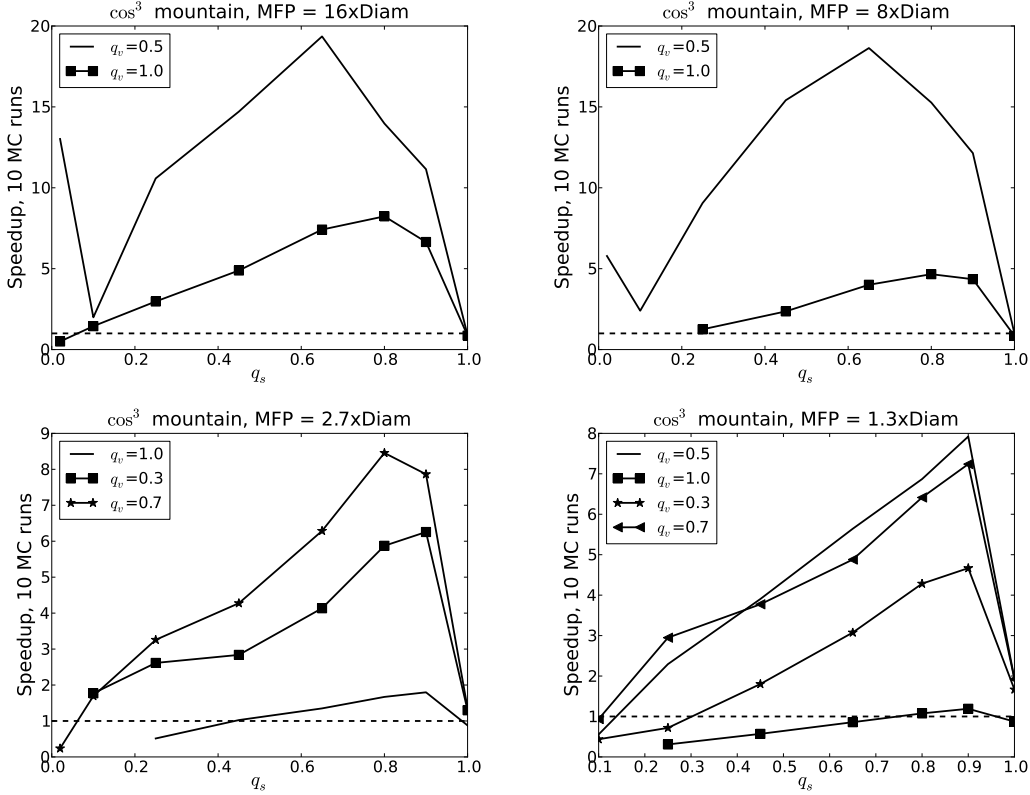 cos³ mountain, MFP = 16xDiam
Speedup, 10 MC runs
20
15
10
5
0
q_v=0.5
q_v=1.0
0.0 0.2 0.4 0.6 0.8 1.0
q_s
cos³ mountain, MFP = 8xDiam
Speedup, 10 MC runs
20
15
10
5
0
q_v=0.5
q_v=1.0
0.0 0.2 0.4 0.6 0.8 1.0
q_s
cos³ mountain, MFP = 2.7xDiam
Speedup, 10 MC runs
9
8
7
6
5
4
3
2
1
0
q_v=1.0
q_v=0.3
q_v=0.7
0.0 0.2 0.4 0.6 0.8 1.0
q_s
cos³ mountain, MFP = 1.3xDiam
Speedup, 10 MC runs
8
7
6
5
4
3
2
1
0
q_v=0.5
q_v=1.0
q_v=0.3
q_v=0.7
0.1 0.2 0.3 0.4 0.5 0.6 0.7 0.8 0.9 1.0
q_s